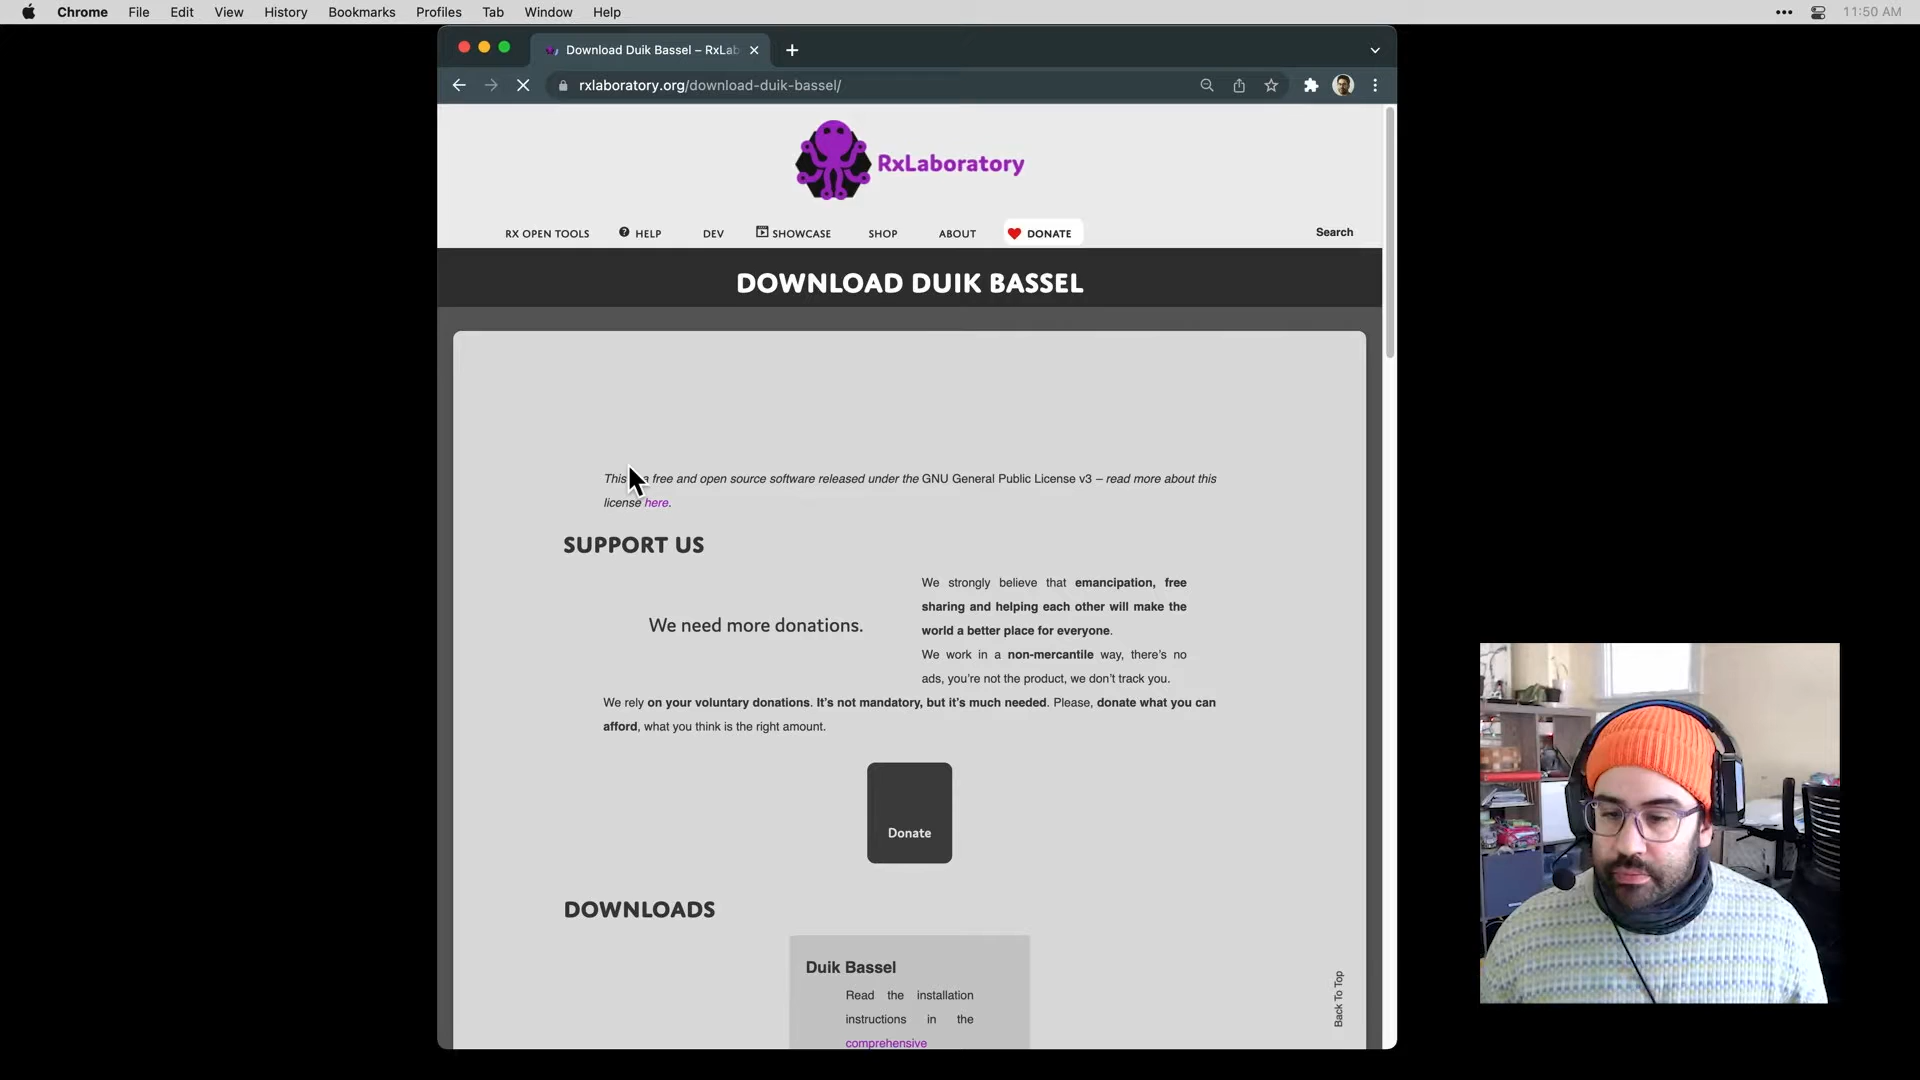 Chrome File Edit View History Bookmarks Profiles Tab Window Help 11:50 AM
Download Duik Bassel – RxLab
rxlaboratory.org/download-duik-bassel/
RxLaboratory
RX OPEN TOOLS HELP DEV SHOWCASE SHOP ABOUT DONATE Search
DOWNLOAD DUIK BASSEL
This free and open source software released under the GNU General Public License v3 – read more about this
license here.
SUPPORT US
We need more donations.
We strongly believe that emancipation, free
sharing and helping each other will make the
world a better place for everyone.
We work in a non-mercantile way, there's no
ads, you're not the product, we don't track you.
We rely on your voluntary donations. It's not mandatory, but it's much needed. Please, donate what you can
afford, what you think is the right amount.
Donate
DOWNLOADS
Duik Bassel
Read the installation
instructions in the
comprehensive
Back To Top